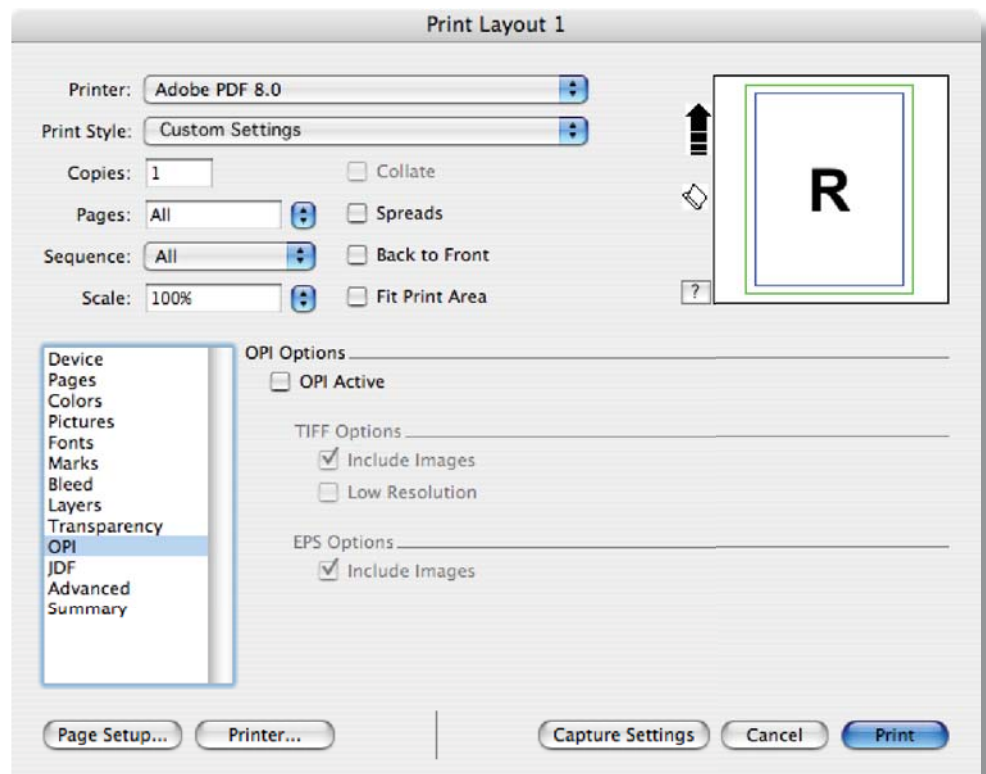 Print Layout 1
Printer: Adobe PDF 8.0
Print Style: Custom Settings
Copies: 1 Collate
Pages: All Spreads
Sequence: All Back to Front
Scale: 100% Fit Print Area
R
?
Device
Pages
Colors
Pictures
Fonts
Marks
Bleed
Layers
Transparency
OPI
JDF
Advanced
Summary
OPI Options
OPI Active
TIFF Options
Include Images
Low Resolution
EPS Options
Include Images
Page Setup... Printer... Capture Settings Cancel Print